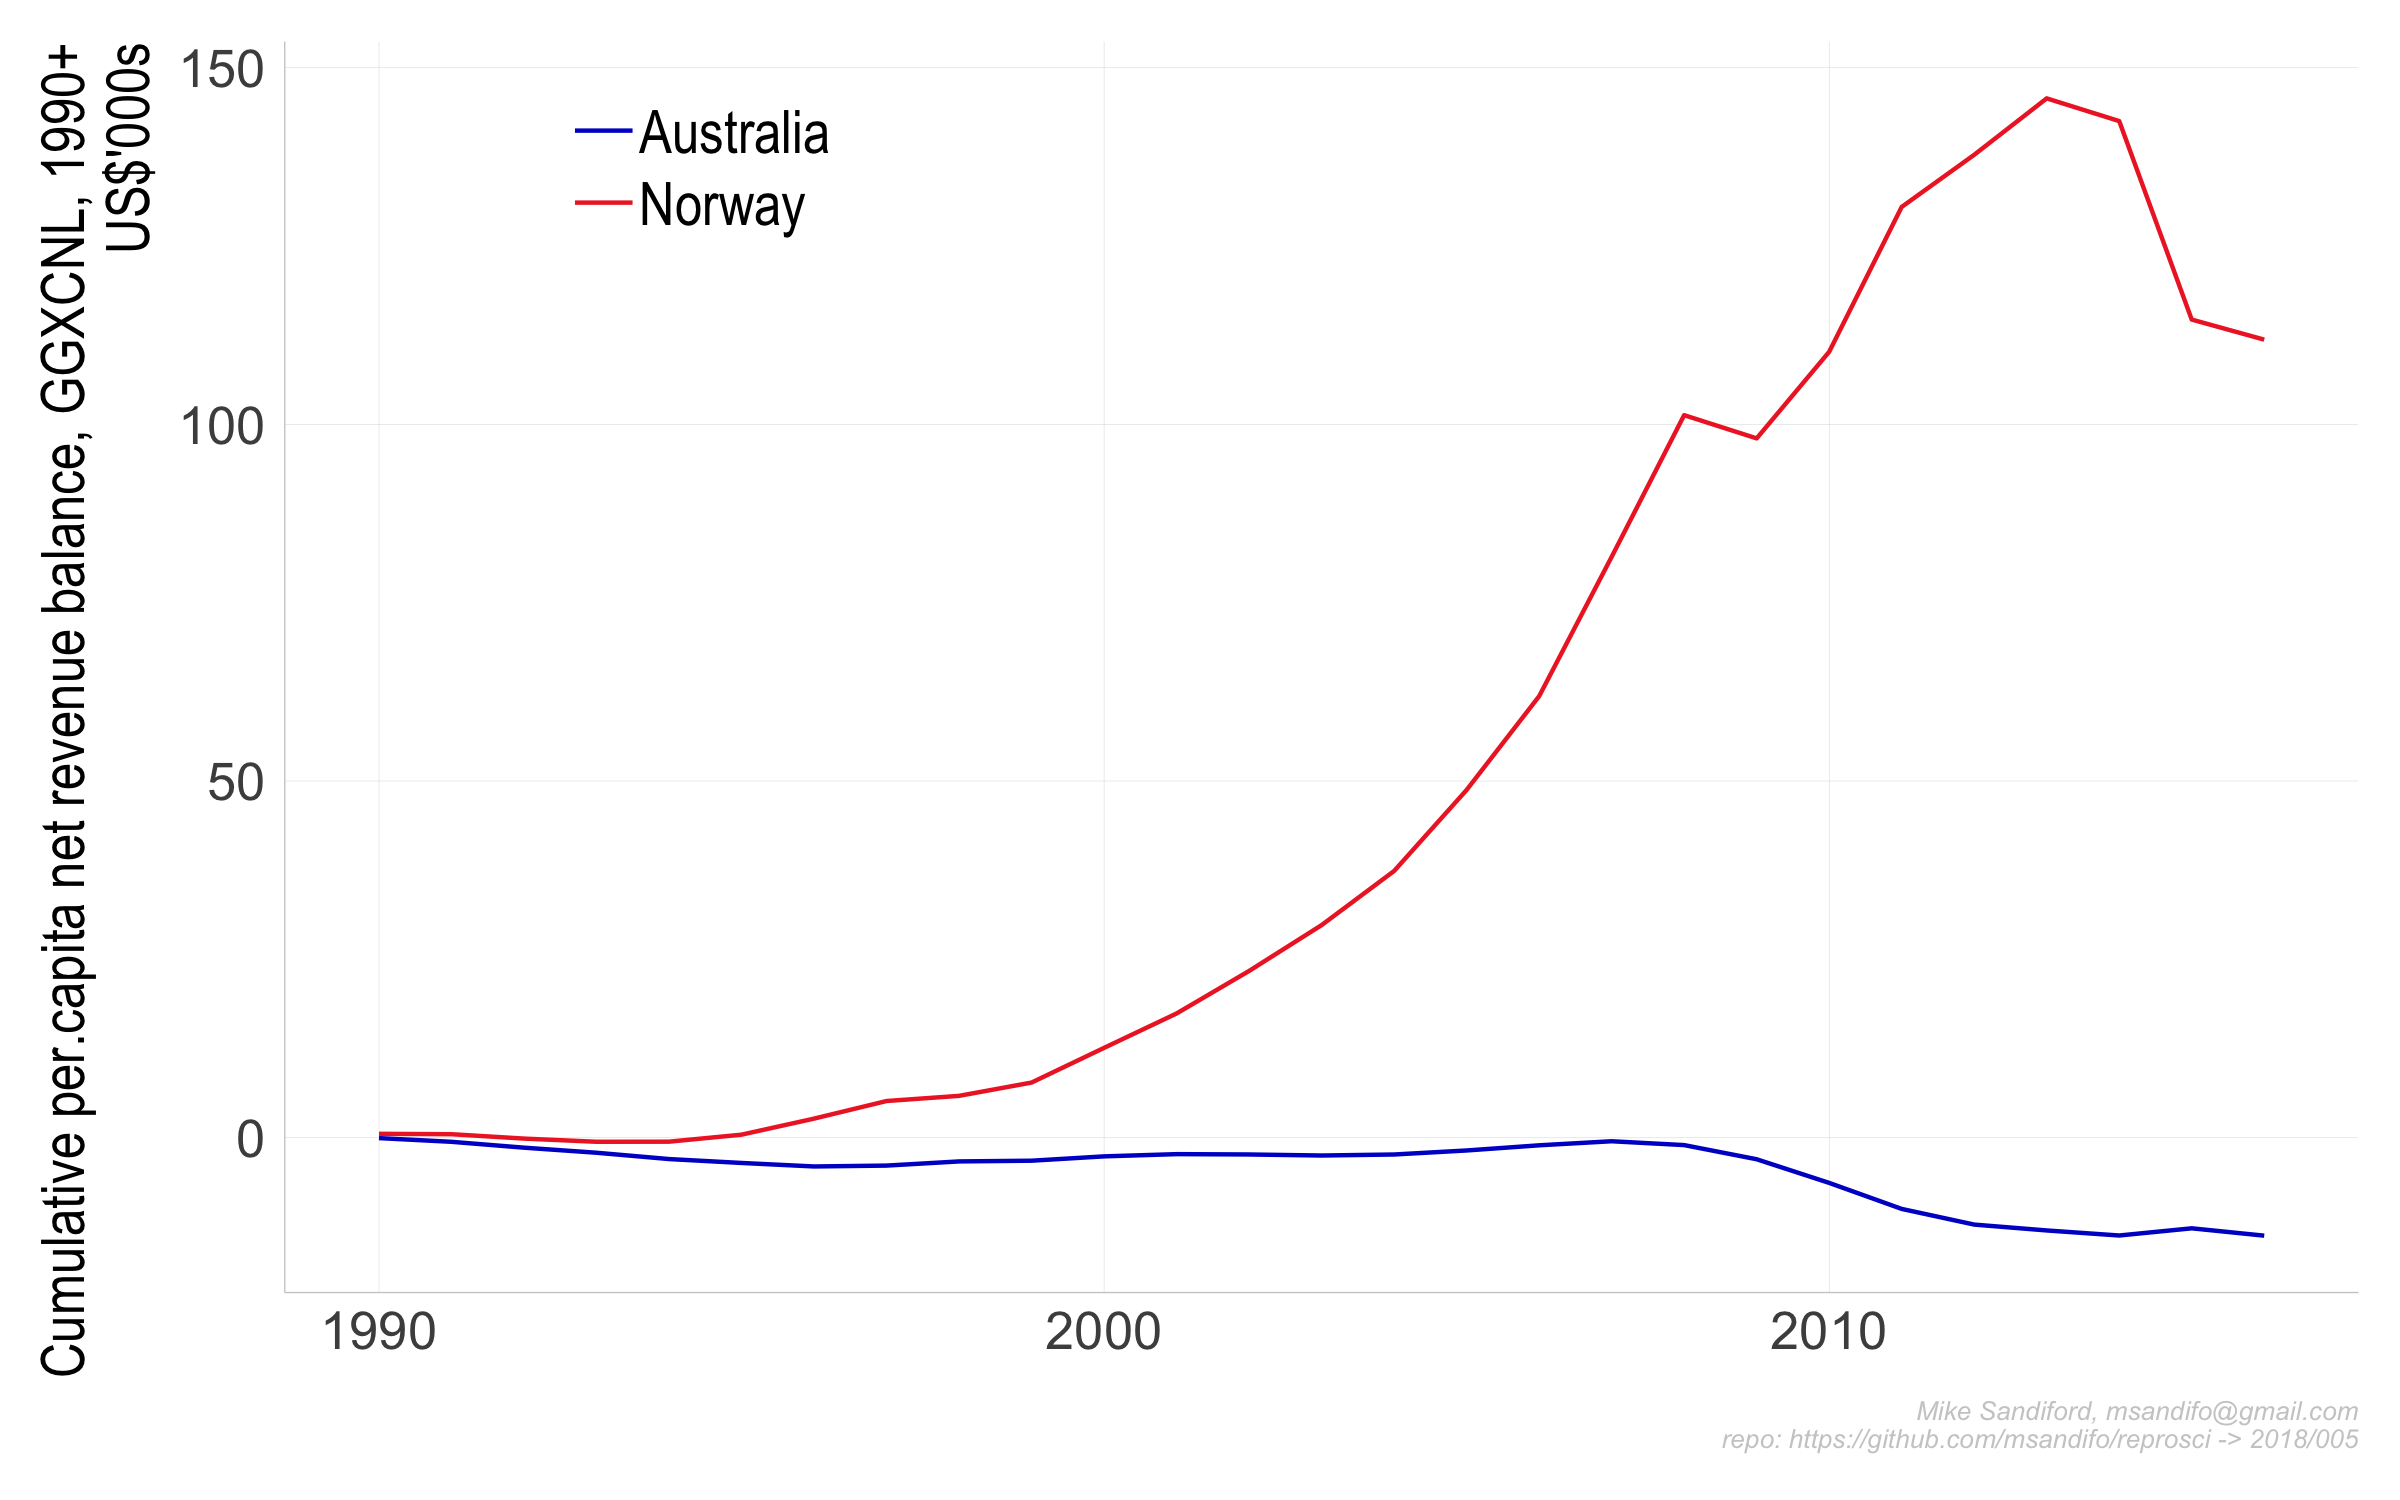 Cumulative per.capita net revenue balance, GGXCNL, 1990+
US$'000s
150
100
50
0
Australia
Norway
1990
2000
2010
Mike Sandiford, msandifo@gmail.com
repo: https://github.com/msandifo/reprosci -> 2018/005